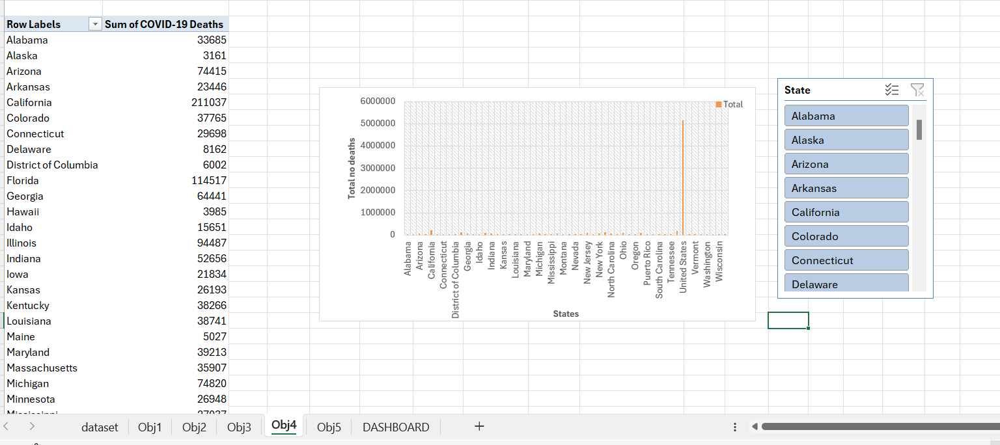 Row Labels Sum of COVID-19 Deaths
Alabama 33685
Alaska 3161
Arizona 74415
Arkansas 23446
California 211037
Colorado 37765
Connecticut 29698
Delaware 8162
District of Columbia 6002
Florida 114517
Georgia 64441
Hawaii 3985
Idaho 15651
Illinois 94487
Indiana 52656
Iowa 21834
Kansas 26193
Kentucky 38266
Louisiana 38741
Maine 5027
Maryland 39213
Massachusetts 35907
Michigan 74820
Minnesota 26948
Mississippi 27037
Total no deaths
6000000
5000000
4000000
3000000
2000000
1000000
0
Total
Alabama
Arizona
California
Connecticut
District of Columbia
Georgia
Idaho
Indiana
Kansas
Louisiana
Maryland
Michigan
Mississippi
Montana
Nevada
New Jersey
New York
North Carolina
Ohio
Oregon
Puerto Rico
South Carolina
Tennessee
United States
Vermont
Washington
Wisconsin
States
State
Alabama
Alaska
Arizona
Arkansas
California
Colorado
Connecticut
Delaware
dataset Obj1 Obj2 Obj3 Obj4 Obj5 DASHBOARD